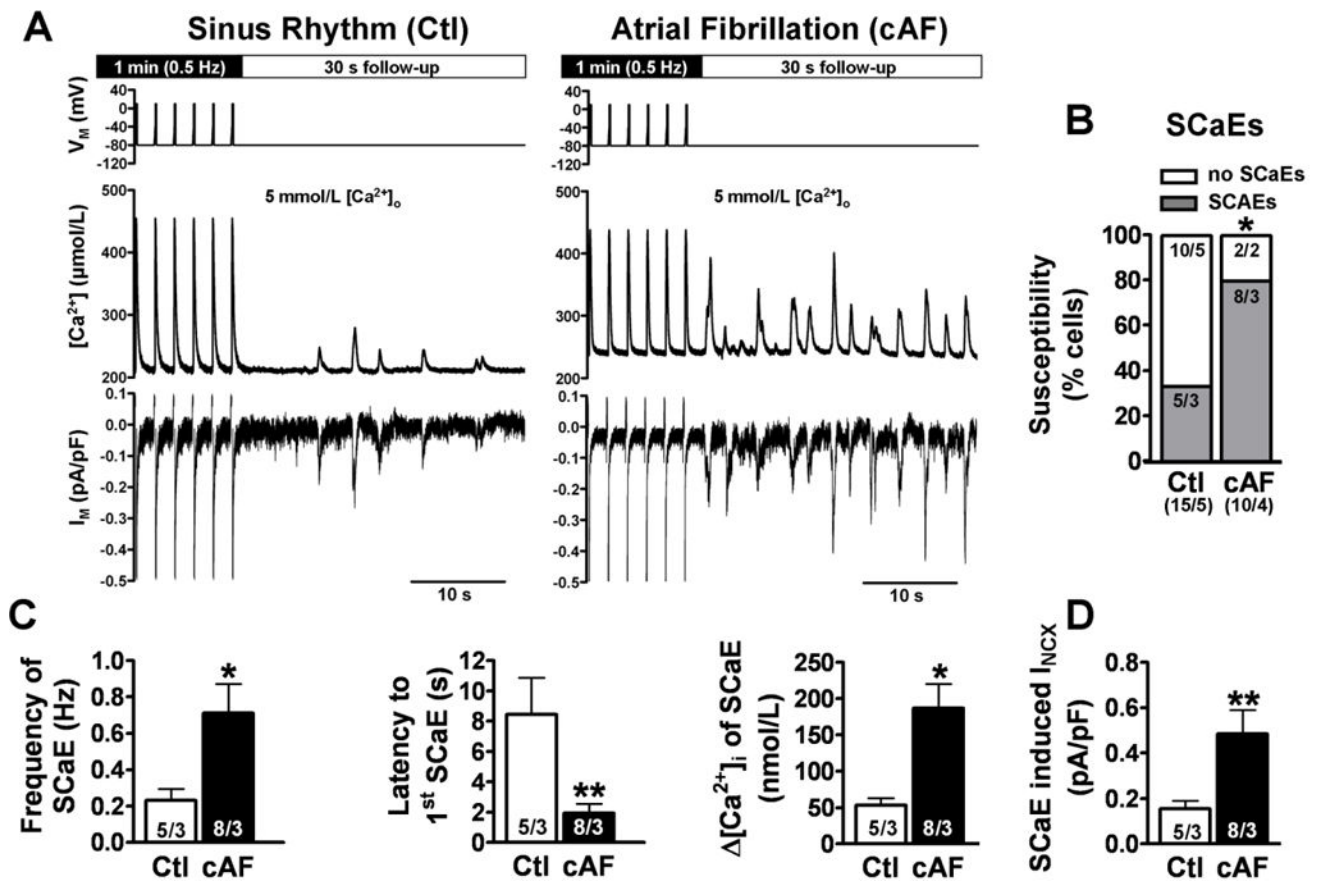 A
Sinus Rhythm (Ctl)
Atrial Fibrillation (cAF)
1 min (0.5 Hz)
30 s follow-up
1 min (0.5 Hz)
30 s follow-up
V_M (mV)
40
0
-40
-80
-120
40
0
-40
-80
-120
[Ca²⁺] (µmol/L)
5 mmol/L [Ca²⁺]ₒ
500
400
300
200
5 mmol/L [Ca²⁺]ₒ
500
400
300
200
I_M (pA/pF)
0.1
0.0
-0.1
-0.2
-0.3
-0.4
-0.5
10 s
0.1
0.0
-0.1
-0.2
-0.3
-0.4
-0.5
10 s
B
SCaEs
no SCaEs
SCAEs
Susceptibility
(% cells)
100
80
60
40
20
0
*
10/5
2/2
5/3
8/3
Ctl
cAF
(15/5)
(10/4)
C
Frequency of
SCaE (Hz)
1.0
0.8
0.6
0.4
0.2
0.0
*
5/3
8/3
Ctl
cAF
Latency to
1st SCaE (s)
12
10
8
6
4
2
0
**
5/3
8/3
Ctl
cAF
Δ[Ca²⁺]ᵢ of SCaE
(nmol/L)
250
200
150
100
50
0
*
5/3
8/3
Ctl
cAF
D
SCaE induced I_NCX
(pA/pF)
0.8
0.6
0.4
0.2
0.0
**
5/3
8/3
Ctl
cAF